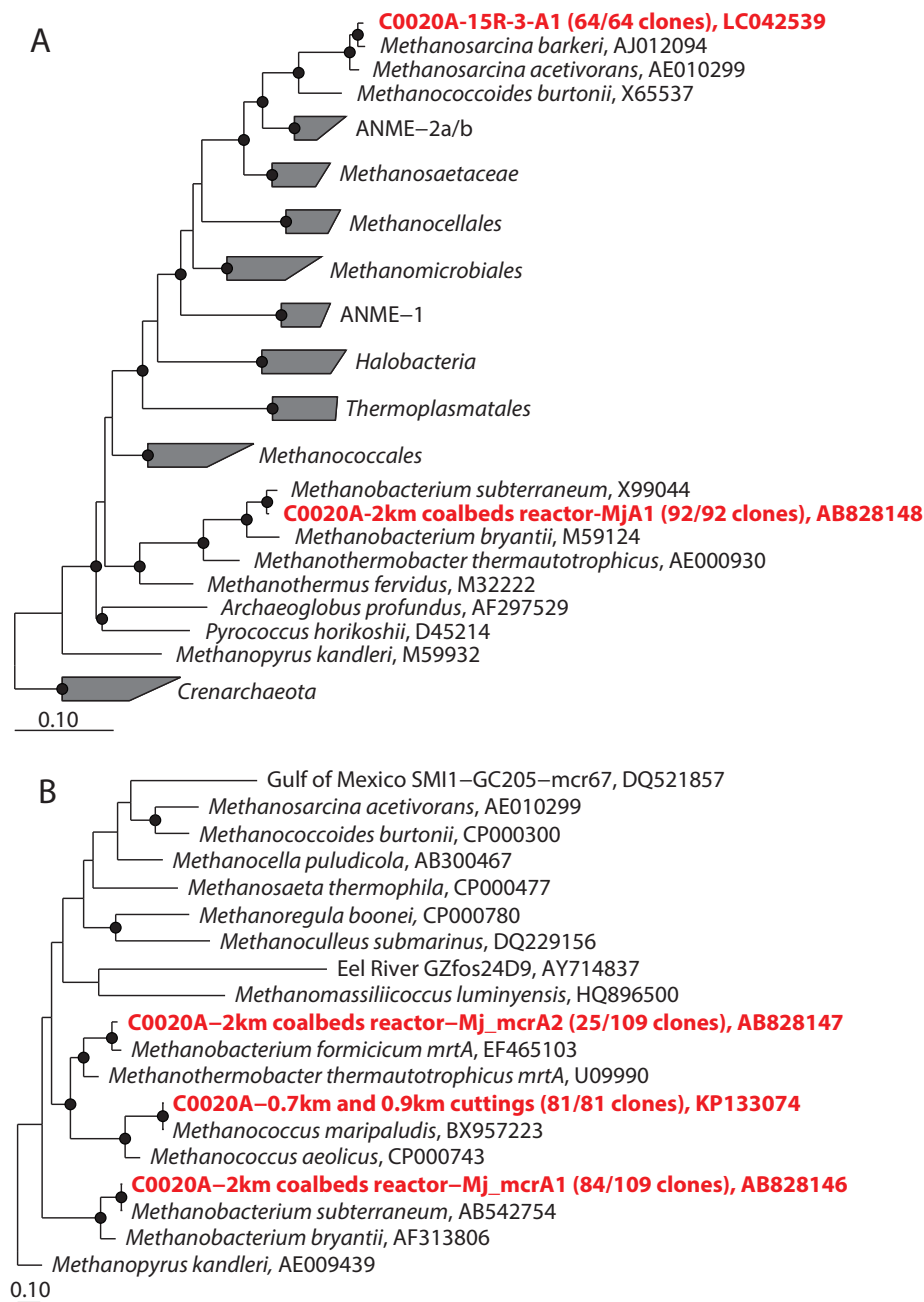 A
C0020A-15R-3-A1 (64/64 clones), LC042539
Methanosarcina barkeri, AJ012094
Methanosarcina acetivorans, AE010299
Methanococcoides burtonii, X65537
ANME−2a/b
Methanosaetaceae
Methanocellales
Methanomicrobiales
ANME−1
Halobacteria
Thermoplasmatales
Methanococcales
Methanobacterium subterraneum, X99044
C0020A-2km coalbeds reactor-MjA1 (92/92 clones), AB828148
Methanobacterium bryantii, M59124
Methanothermobacter thermautotrophicus, AE000930
Methanothermus fervidus, M32222
Archaeoglobus profundus, AF297529
Pyrococcus horikoshii, D45214
Methanopyrus kandleri, M59932
Crenarchaeota
0.10
B
Gulf of Mexico SMI1−GC205−mcr67, DQ521857
Methanosarcina acetivorans, AE010299
Methanococcoides burtonii, CP000300
Methanocella puludicola, AB300467
Methanosaeta thermophila, CP000477
Methanoregula boonei, CP000780
Methanoculleus submarinus, DQ229156
Eel River GZfos24D9, AY714837
Methanomassiliicoccus luminyensis, HQ896500
C0020A−2km coalbeds reactor−Mj_mcrA2 (25/109 clones), AB828147
Methanobacterium formicicum mrtA, EF465103
Methanothermobacter thermautotrophicus mrtA, U09990
C0020A−0.7km and 0.9km cuttings (81/81 clones), KP133074
Methanococcus maripaludis, BX957223
Methanococcus aeolicus, CP000743
C0020A−2km coalbeds reactor−Mj_mcrA1 (84/109 clones), AB828146
Methanobacterium subterraneum, AB542754
Methanobacterium bryantii, AF313806
Methanopyrus kandleri, AE009439
0.10